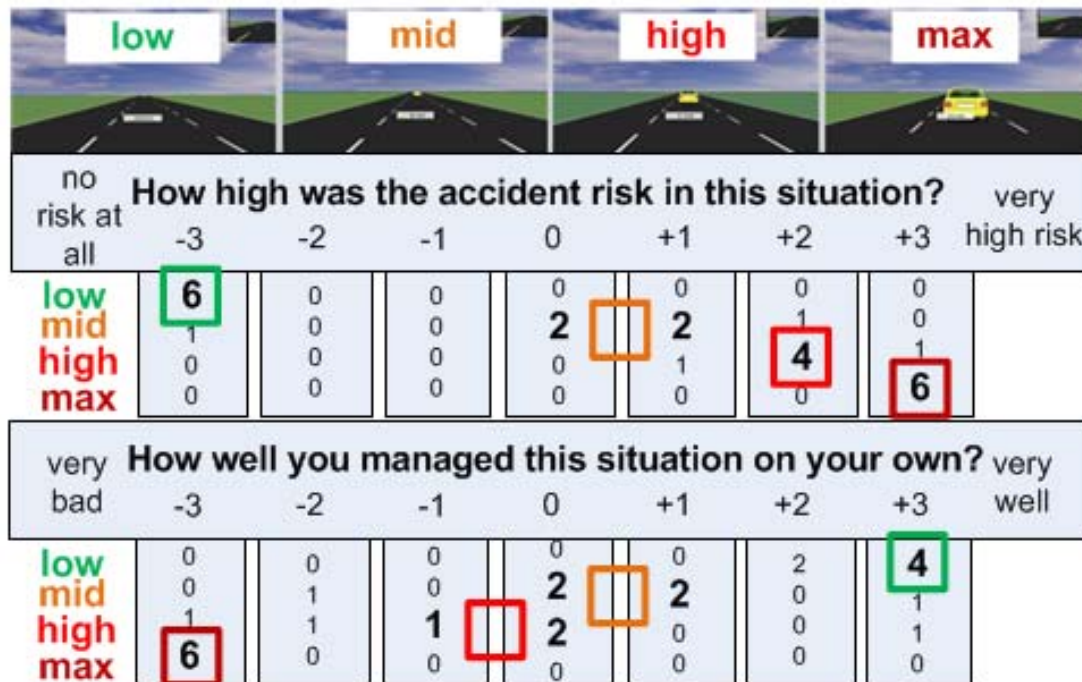 low mid high max
How high was the accident risk in this situation?
no risk at all
very high risk
-3 -2 -1 0 +1 +2 +3
low 6 0 0 0 0 0 0
mid 1 0 0 2 2 1 0
high 0 0 0 0 1 4 1
max 0 0 0 0 0 0 6
How well you managed this situation on your own?
very bad
very well
-3 -2 -1 0 +1 +2 +3
low 0 0 0 0 0 2 4
mid 0 1 0 2 2 0 1
high 1 1 1 2 0 0 1
max 6 0 0 0 0 0 0